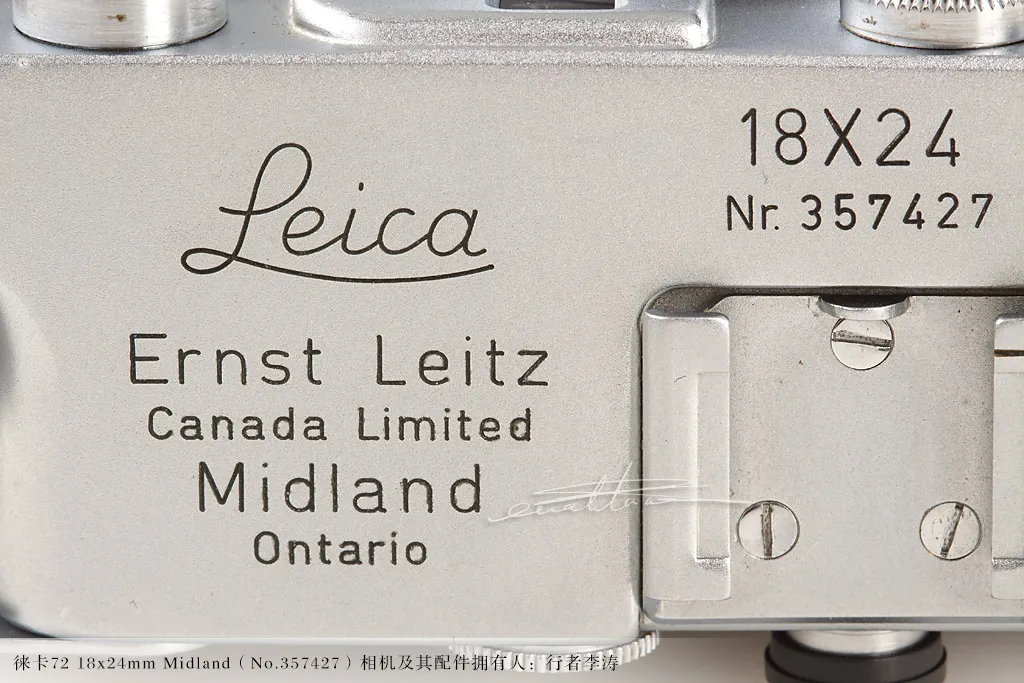 18X24
Nr. 357427
Leica
Ernst Leitz
Canada Limited
Midland
Ontario
徕卡72 18x24mm Midland（No.357427）相机及其配件拥有人：行者李涛